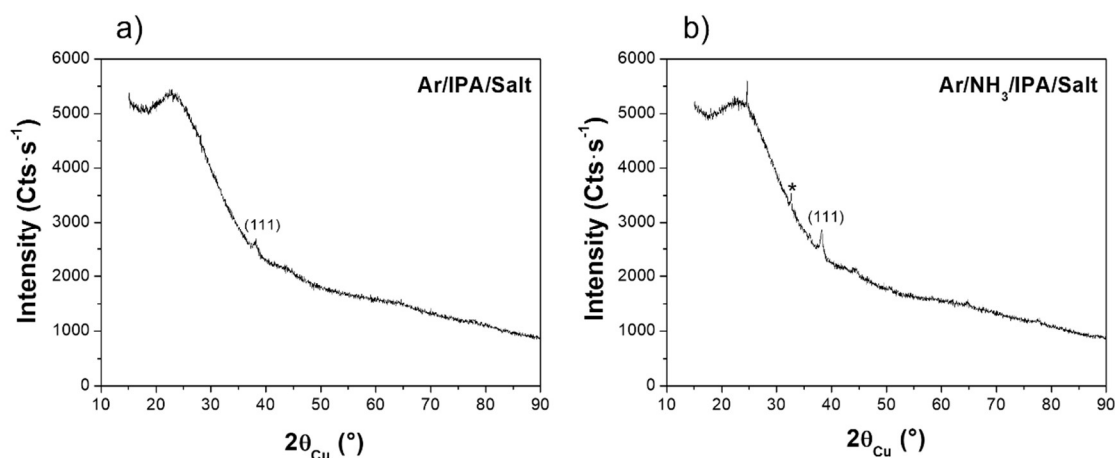 a)
Ar/IPA/Salt
(111)
Intensity (Cts·s⁻¹)
6000
5000
4000
3000
2000
1000
0
10 20 30 40 50 60 70 80 90
2θCu (°)
b)
Ar/NH₃/IPA/Salt
*
(111)
Intensity (Cts·s⁻¹)
6000
5000
4000
3000
2000
1000
0
10 20 30 40 50 60 70 80 90
2θCu (°)